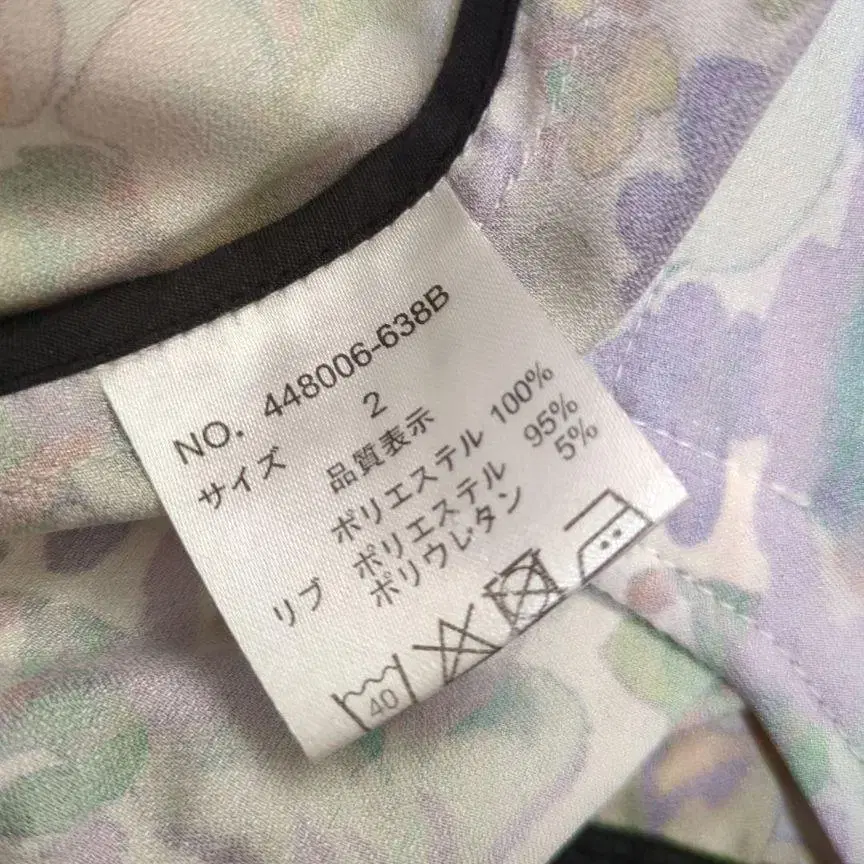 NO. 448006-638B
サイズ 2
品質表示
ポリエステル 100%
リブ ポリエステル 95%
ポリウレタン 5%
40